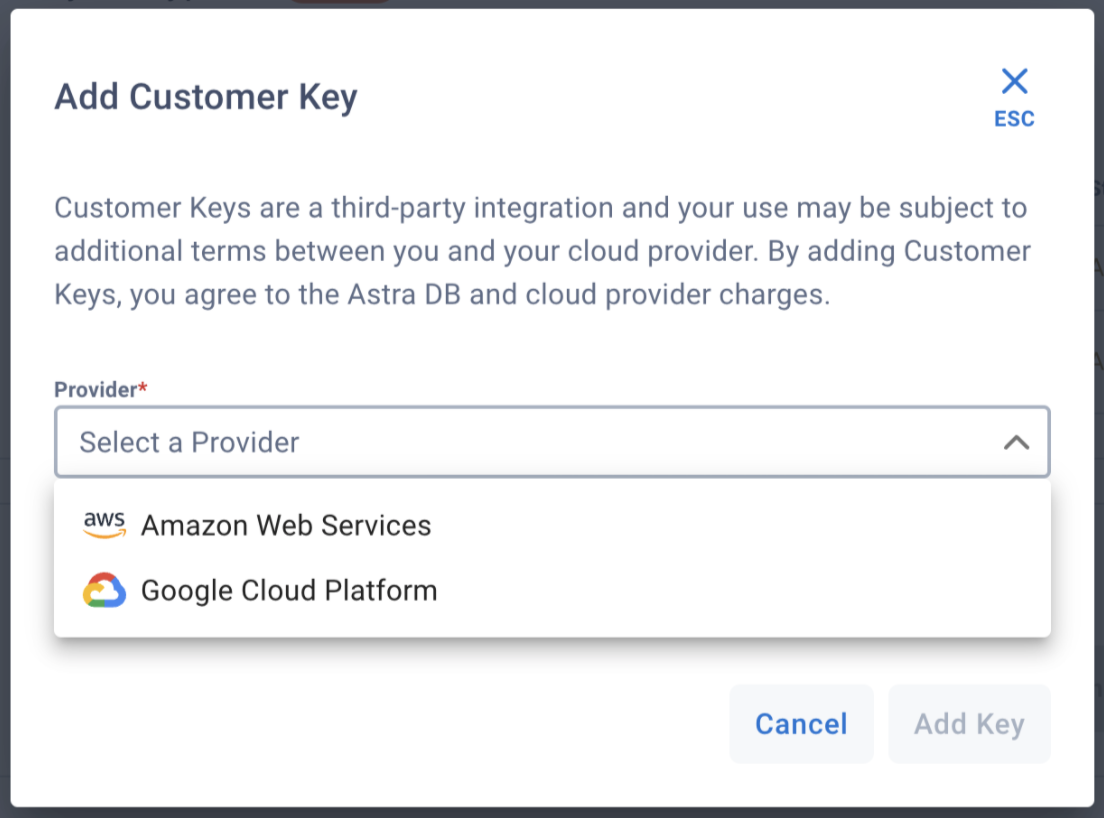 Add Customer Key
ESC
Customer Keys are a third-party integration and your use may be subject to
additional terms between you and your cloud provider. By adding Customer
Keys, you agree to the Astra DB and cloud provider charges.
Provider*
Select a Provider
aws Amazon Web Services
Google Cloud Platform
Cancel Add Key